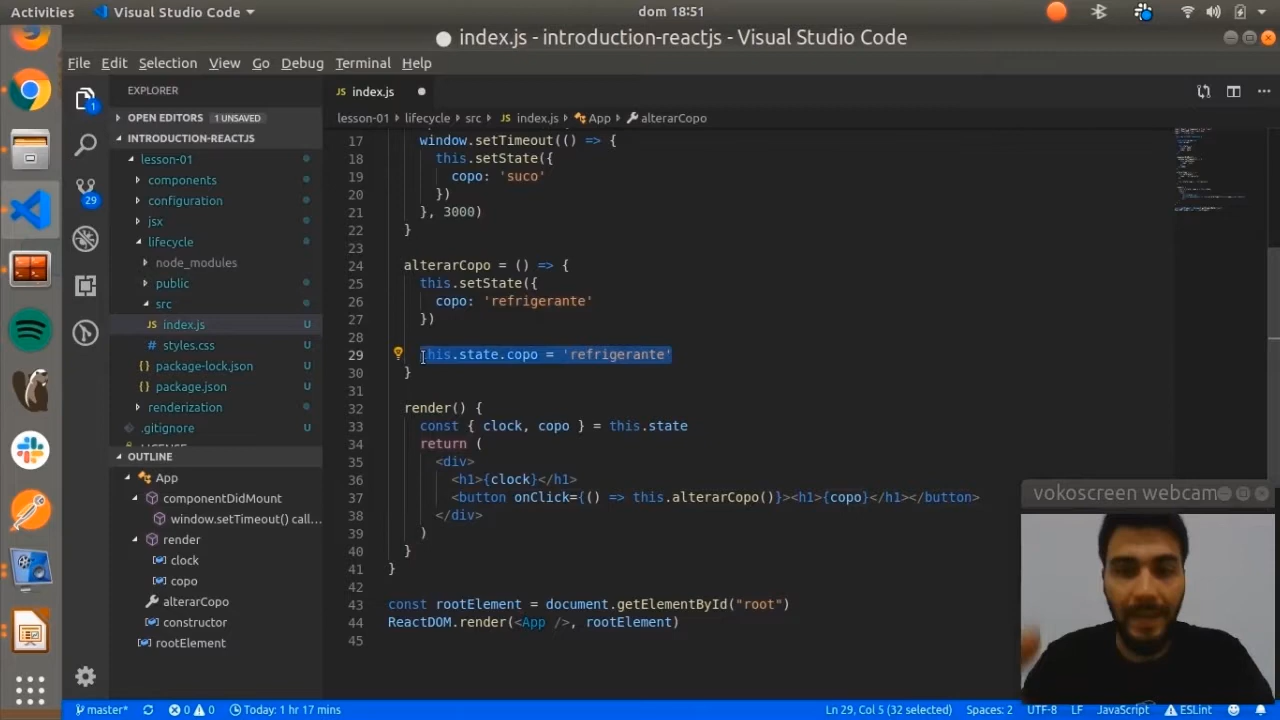 Activities
Visual Studio Code
dom 18:51
index.js - introduction-reactjs - Visual Studio Code
File Edit Selection View Go Debug Terminal Help
EXPLORER
OPEN EDITORS 1 UNSAVED
INTRODUCTION-REACTJS
lesson-01
components
configuration
jsx
lifecycle
node_modules
public
src
JS index.js U
# styles.css U
package-lock.json U
package.json U
renderization
.gitignore U
OUTLINE
App
componentDidMount
window.setTimeout() call...
render
clock
copo
alterarCopo
constructor
rootElement
1
29
JS index.js
lesson-01 › lifecycle › src › JS index.js › App › alterarCopo
17 window.setTimeout(() => {
18 this.setState({
19 copo: 'suco'
20 })
21 }, 3000)
22 }
23
24 alterarCopo = () => {
25 this.setState({
26 copo: 'refrigerante'
27 })
28
29 this.state.copo = 'refrigerante'
30 }
31
32 render() {
33 const { clock, copo } = this.state
34 return (
35 <div>
36 <h1>{clock}</h1>
37 <button onClick={() => this.alterarCopo()}><h1>{copo}</h1></button>
38 </div>
39 )
40 }
41 }
42
43 const rootElement = document.getElementById("root")
44 ReactDOM.render(<App />, rootElement)
45
vokoscreen webcam
master* 0 0 Today: 1 hr 17 mins
Ln 29, Col 5 (32 selected) Spaces: 2 UTF-8 LF JavaScript ESLint